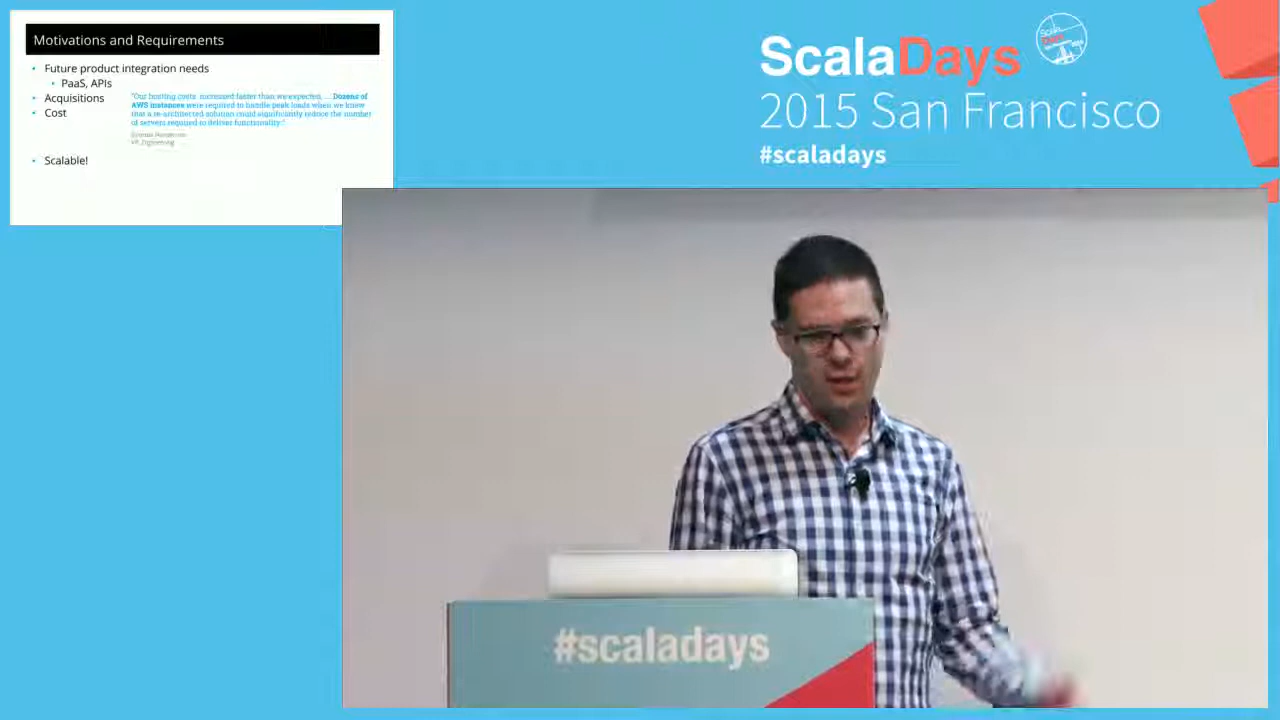 Motivations and Requirements
• Future product integration needs
• PaaS, APIs
• Acquisitions
• Cost
"Our hosting costs increased faster than we expected, ... Dozens of
AWS instances were required to handle peak loads when we knew
that a re-architected solution could significantly reduce the number
of servers required to deliver functionality."
VP, Engineering
• Scalable!
ScalaDays
2015 San Francisco
#scaladays
#scaladays